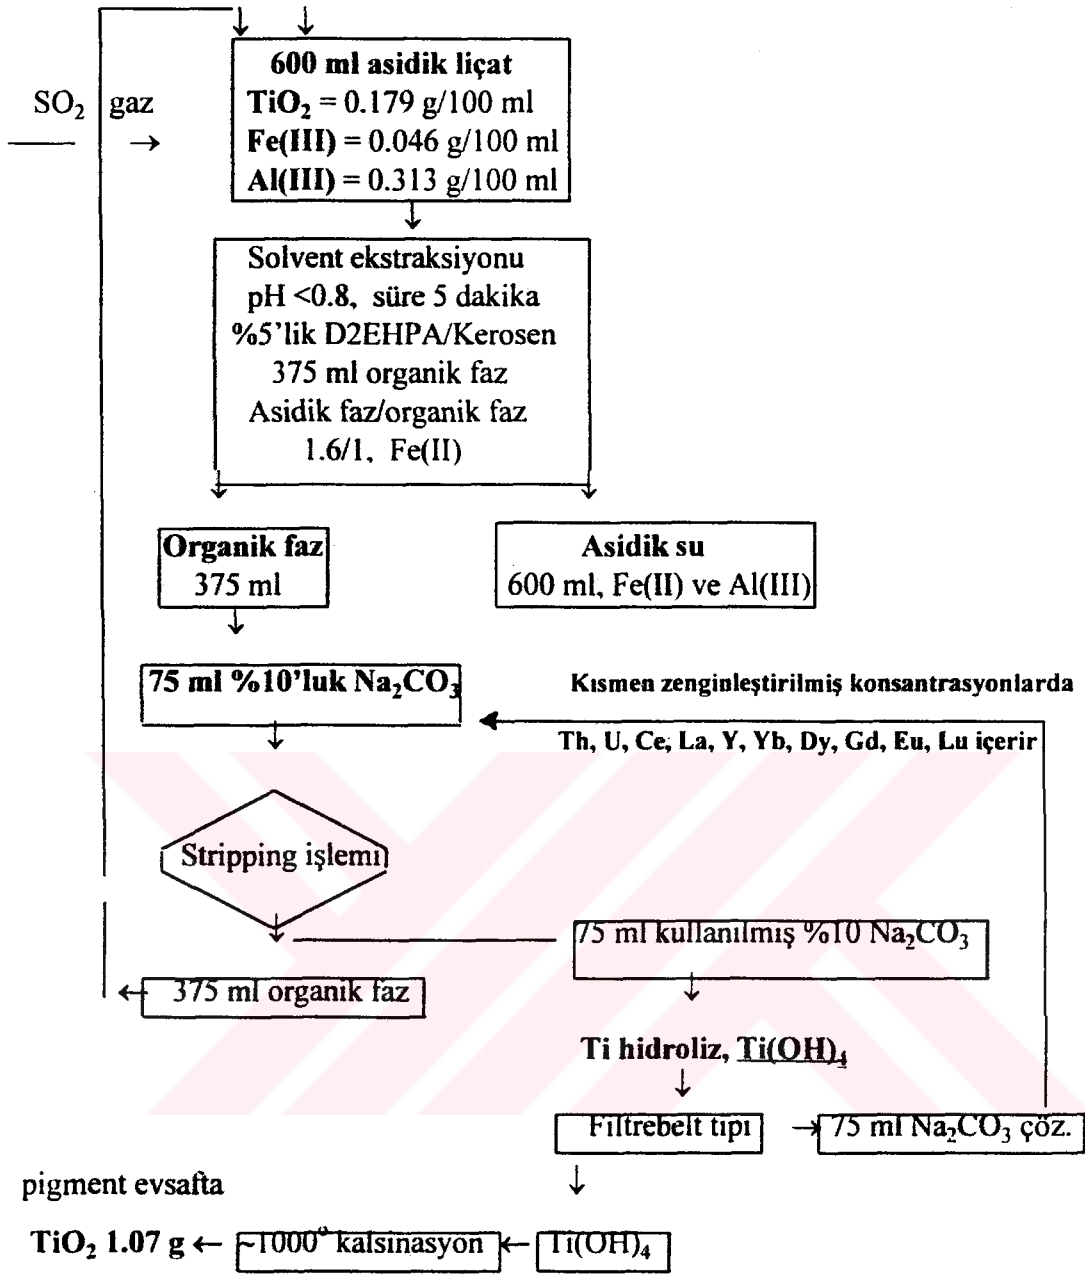 600 ml asidik liçat
SO₂ gaz
TiO₂ = 0.179 g/100 ml
Fe(III) = 0.046 g/100 ml
Al(III) = 0.313 g/100 ml
Solvent ekstraksiyonu
pH <0.8, süre 5 dakika
%5'lik D2EHPA/Kerosen
375 ml organik faz
Asidik faz/organik faz
1.6/1, Fe(II)
Organik faz
375 ml
Asidik su
600 ml, Fe(II) ve Al(III)
75 ml %10'luk Na₂CO₃
Kısmen zenginleştirilmiş konsantrasyonlarda
Th, U, Ce, La, Y, Yb, Dy, Gd, Eu, Lu içerir
Stripping işlemi
75 ml kullanılmış %10 Na₂CO₃
375 ml organik faz
Ti hidroliz, Ti(OH)₄
Filtrebelt tipi
75 ml Na₂CO₃ çöz.
pigment evsafta
TiO₂ 1.07 g ← ~1000° kalsinasyon ← Ti(OH)₄